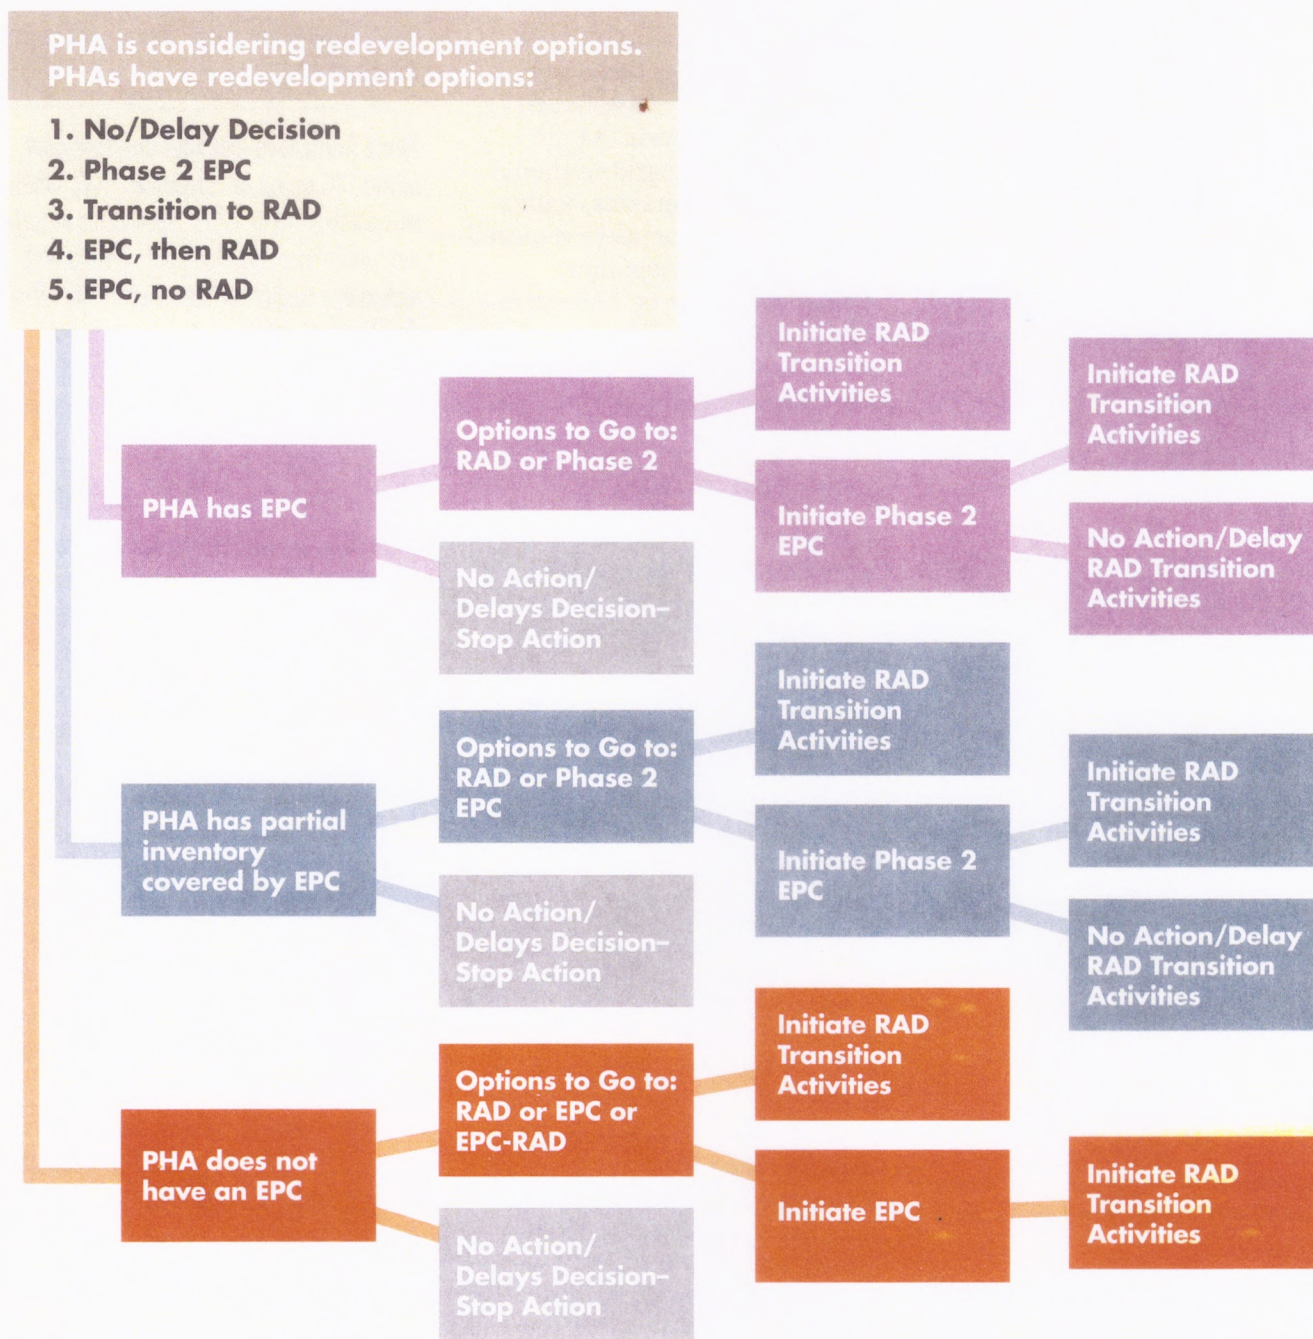 PHA is considering redevelopment options.
PHAs have redevelopment options:
1. No/Delay Decision
2. Phase 2 EPC
3. Transition to RAD
4. EPC, then RAD
5. EPC, no RAD
PHA has EPC
Options to Go to:
RAD or Phase 2
No Action/
Delays Decision–
Stop Action
Initiate RAD
Transition
Activities
Initiate Phase 2
EPC
Initiate RAD
Transition
Activities
No Action/Delay
RAD Transition
Activities
PHA has partial
inventory
covered by EPC
Options to Go to:
RAD or Phase 2
EPC
No Action/
Delays Decision–
Stop Action
Initiate RAD
Transition
Activities
Initiate Phase 2
EPC
Initiate RAD
Transition
Activities
No Action/Delay
RAD Transition
Activities
PHA does not
have an EPC
Options to Go to:
RAD or EPC or
EPC-RAD
No Action/
Delays Decision–
Stop Action
Initiate RAD
Transition
Activities
Initiate EPC
Initiate RAD
Transition
Activities